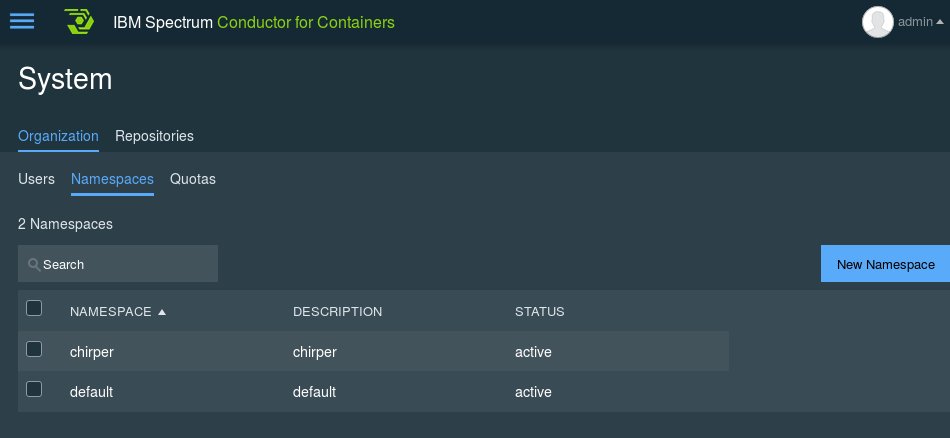 IBM Spectrum Conductor for Containers
admin
System
Organization Repositories
Users Namespaces Quotas
2 Namespaces
Search
New Namespace
NAMESPACE DESCRIPTION STATUS
chirper chirper active
default default active